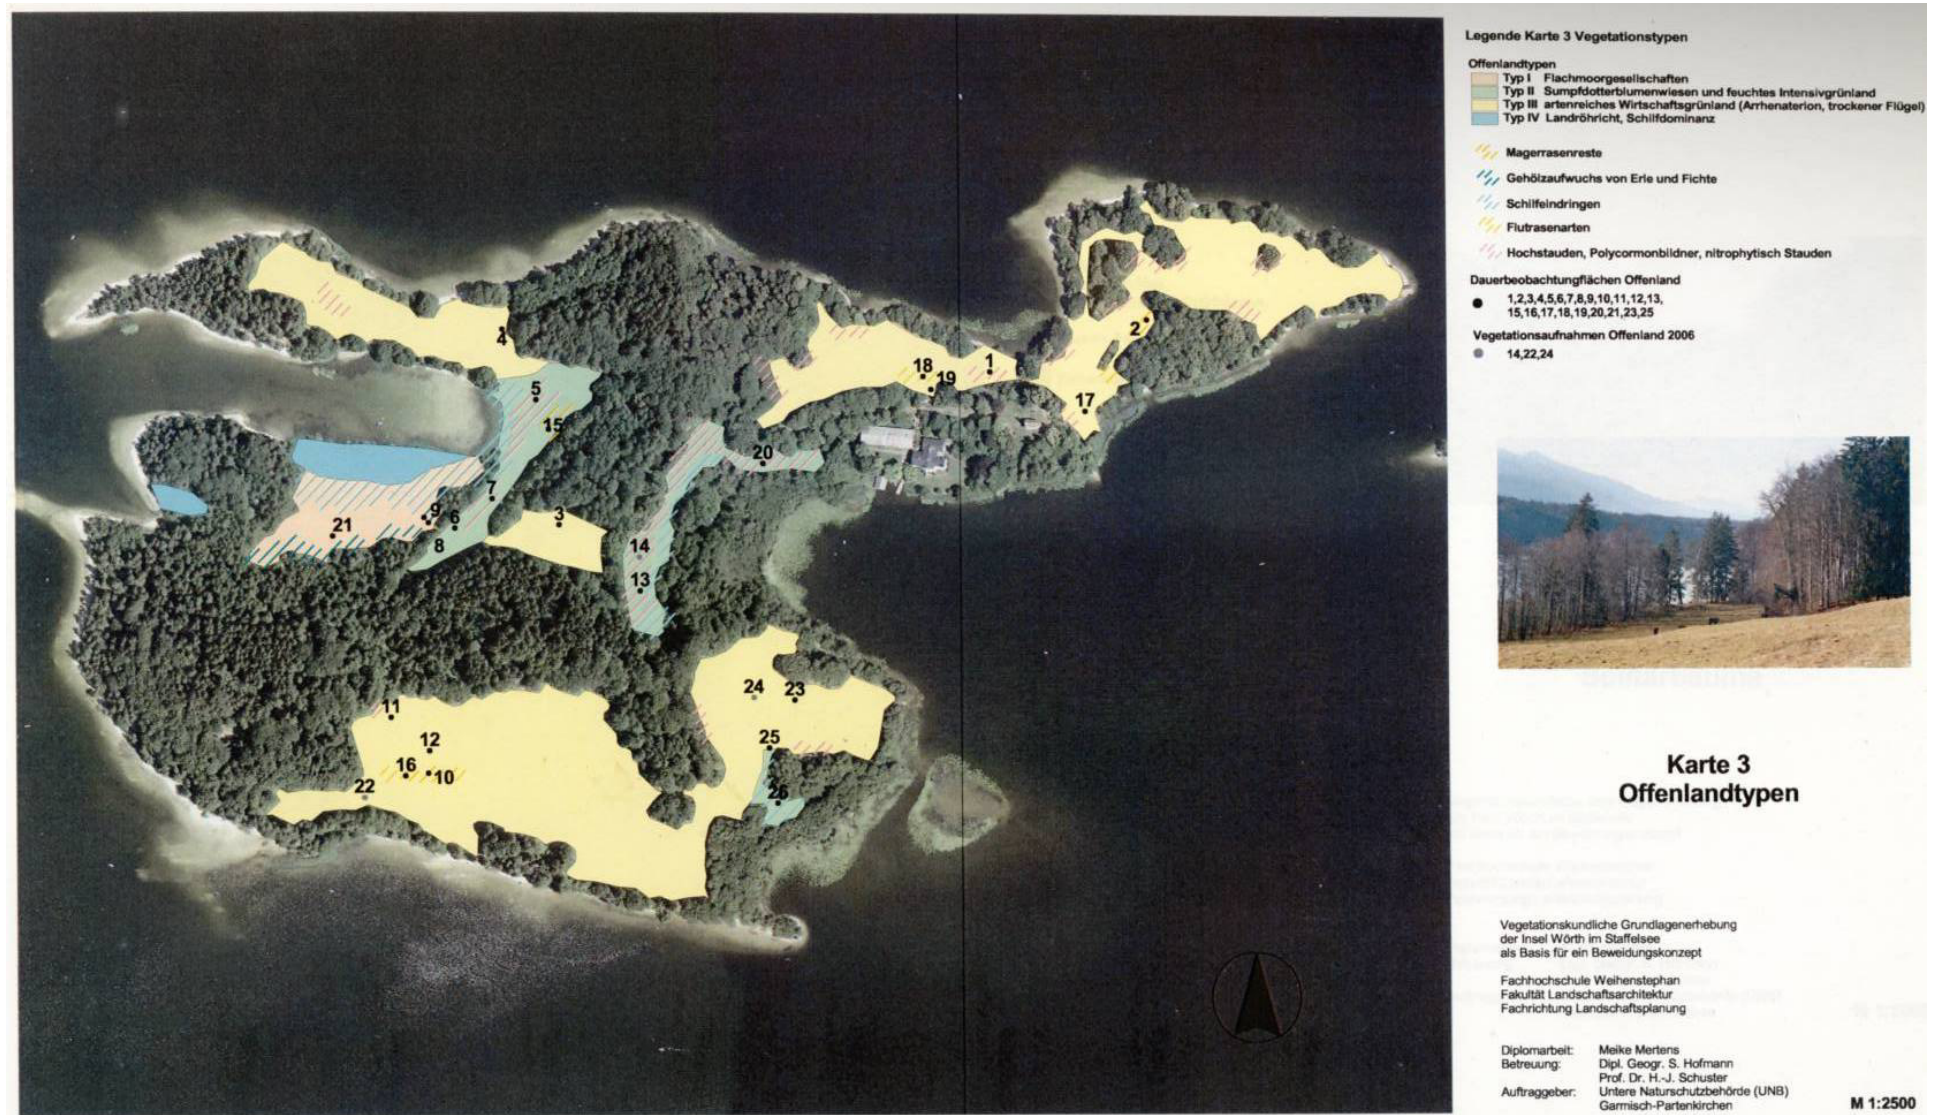 Legende Karte 3 Vegetationstypen
Offenlandtypen
Typ I Flachmoorgesellschaften
Typ II Sumpfdotterblumenwiesen und feuchtes Intensivgrünland
Typ III artenreiches Wirtschaftsgrünland (Arrhenaterion, trockener Flügel)
Typ IV Landröhricht, Schilfdominanz
Magerrasenreste
Gehölzaufwuchs von Erle und Fichte
Schilfeindringen
Flutrasenarten
Hochstauden, Polycormonbildner, nitrophytisch Stauden
Dauerbeobachtungflächen Offenland
1,2,3,4,5,6,7,8,9,10,11,12,13,
15,16,17,18,19,20,21,23,25
Vegetationsaufnahmen Offenland 2006
14,22,24
2
4
1
18
19
5
17
15
20
7
3
9
6
21
8
14
13
24
23
11
25
12
16
10
22
26
Karte 3
Offenlandtypen
Vegetationskundliche Grundlagenerhebung
der Insel Wörth im Staffelsee
als Basis für ein Beweidungskonzept
Fachhochschule Weihenstephan
Fakultät Landschaftsarchitektur
Fachrichtung Landschaftsplanung
Diplomarbeit: Meike Mertens
Betreuung: Dipl. Geogr. S. Hofmann
Prof. Dr. H.-J. Schuster
Auftraggeber: Untere Naturschutzbehörde (UNB)
Garmisch-Partenkirchen
M 1:2500